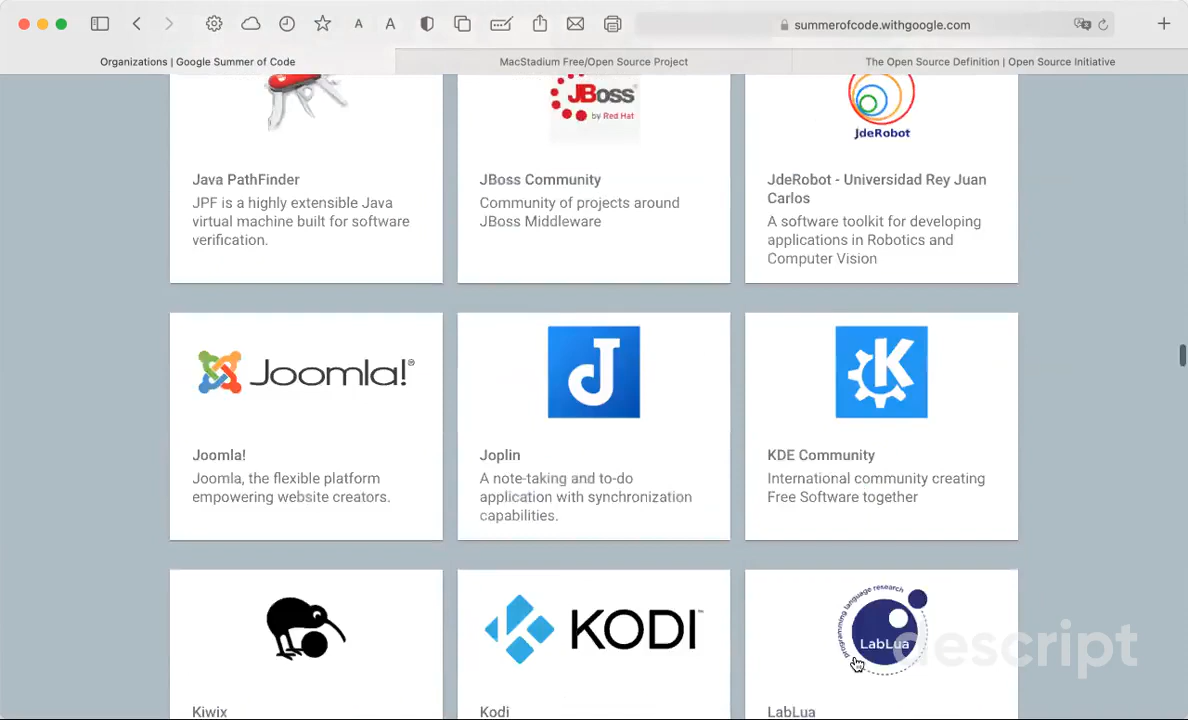 A
A
summerofcode.withgoogle.com
Organizations | Google Summer of Code
MacStadium Free/Open Source Project
The Open Source Definition | Open Source Initiative
JBoss®
by Red Hat
JdeRobot
Java PathFinder
JPF is a highly extensible Java
virtual machine built for software
verification.
JBoss Community
Community of projects around
JBoss Middleware
JdeRobot - Universidad Rey Juan
Carlos
A software toolkit for developing
applications in Robotics and
Computer Vision
Joomla!®
J
K
Joomla!
Joomla, the flexible platform
empowering website creators.
Joplin
A note-taking and to-do
application with synchronization
capabilities.
KDE Community
International community creating
Free Software together
KODI™
programming language research
LabLua
descript
Kiwix
Kodi
LabLua